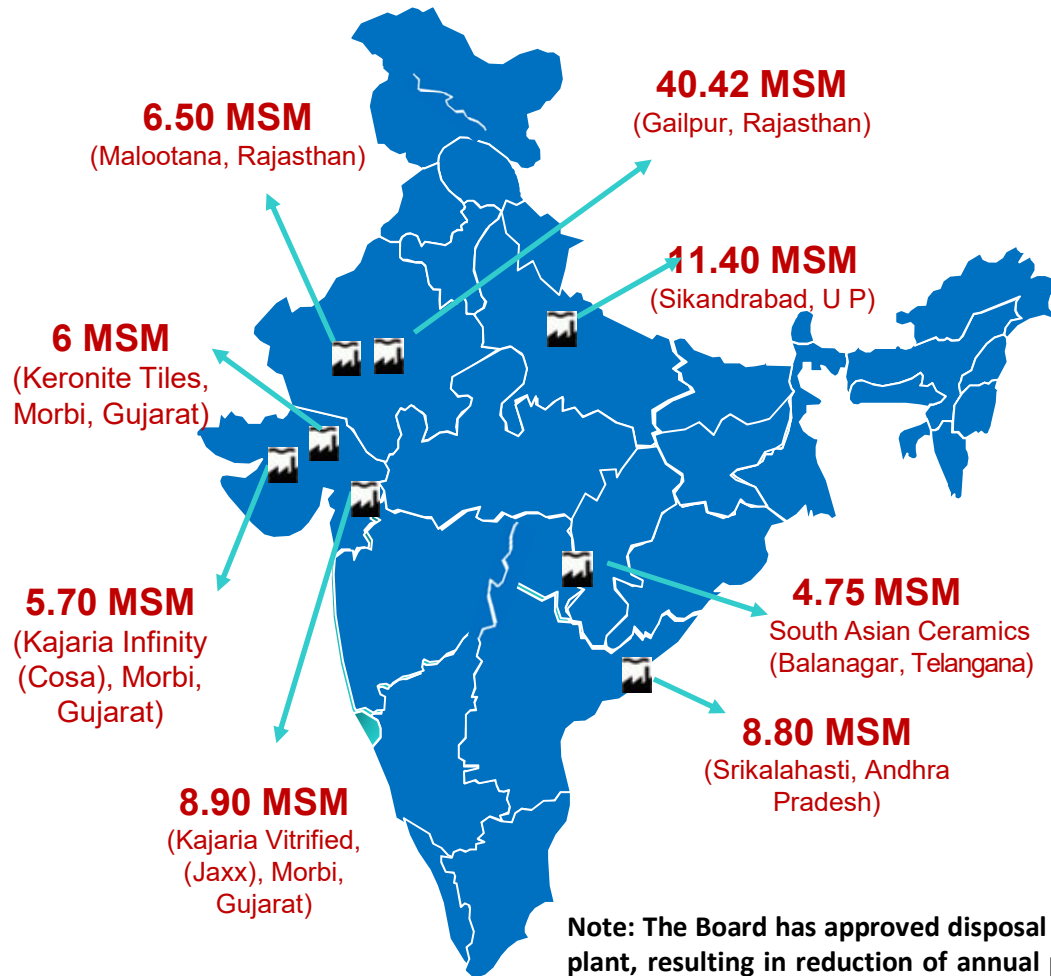 40.42 MSM
(Gailpur, Rajasthan)
6.50 MSM
(Malootana, Rajasthan)
11.40 MSM
(Sikandrabad, U P)
6 MSM
(Keronite Tiles,
Morbi, Gujarat)
5.70 MSM
(Kajaria Infinity
(Cosa), Morbi,
Gujarat)
4.75 MSM
South Asian Ceramics
(Balanagar, Telangana)
8.80 MSM
(Srikalahasti, Andhra
Pradesh)
8.90 MSM
(Kajaria Vitrified,
(Jaxx), Morbi,
Gujarat)
Note: The Board has approved disposal
plant, resulting in reduction of annual